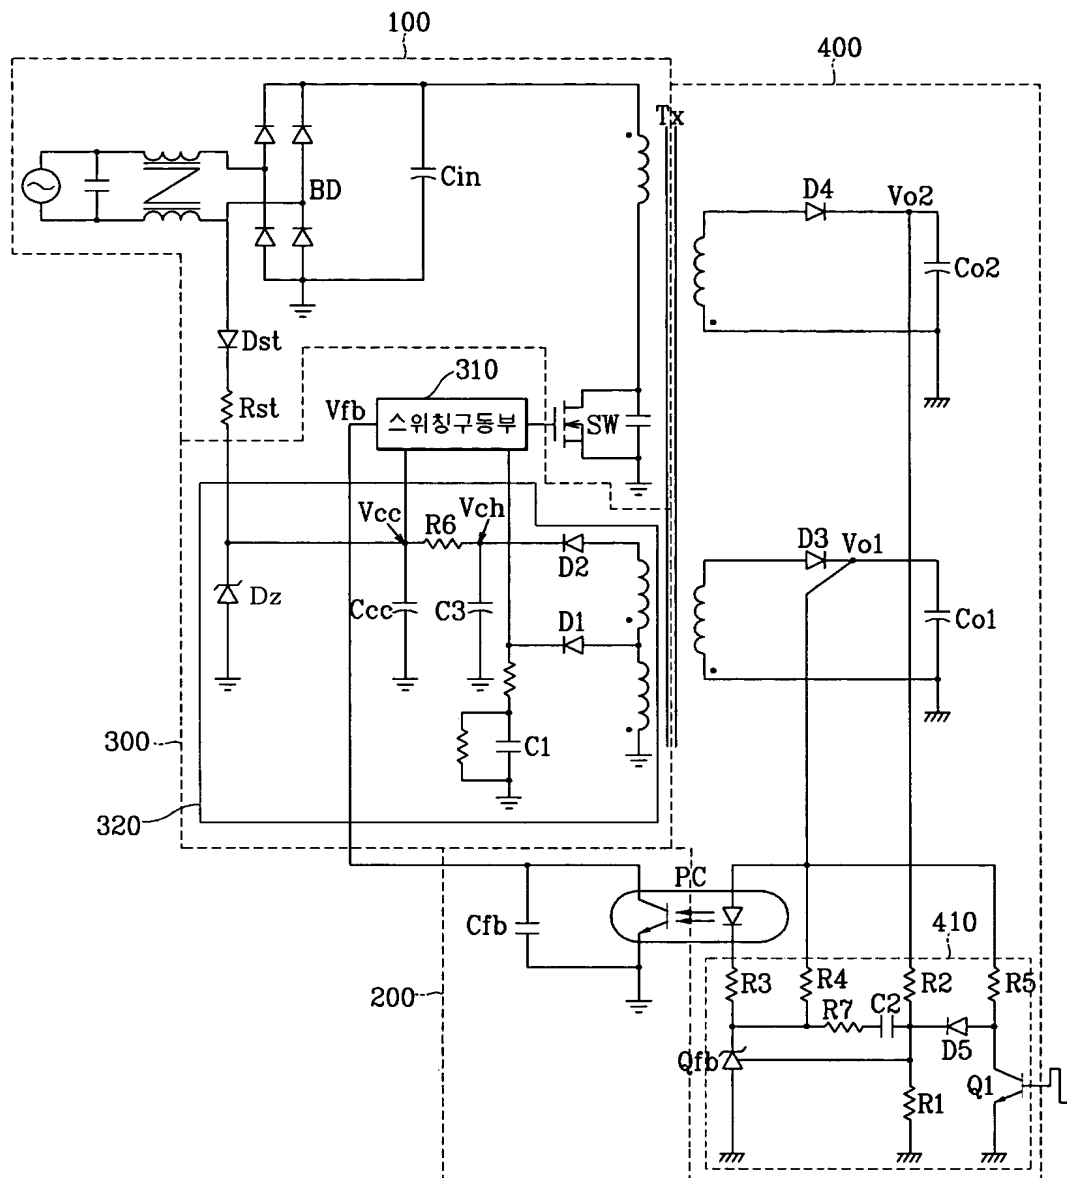 100
400
Tx
BD
Cin
D4
Vo2
Co2
Dst
Rst
310
Vfb
스위칭구동부
SW
Vcc
R6
Vch
D2
D3
Vo1
Dz
Ccc
C3
D1
Co1
C1
300
320
PC
Cfb
410
200
R3
R4
R2
R5
R7
C2
D5
Qfb
R1
Q1